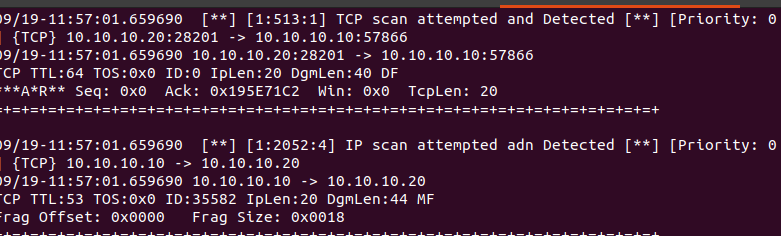 09/19-11:57:01.659690  [**] [1:513:1] TCP scan attempted and Detected [**] [Priority: 0
] {TCP} 10.10.10.20:28201 -> 10.10.10.10:57866
09/19-11:57:01.659690 10.10.10.20:28201 -> 10.10.10.10:57866
TCP TTL:64 TOS:0x0 ID:0 IpLen:20 DgmLen:40 DF
***A*R** Seq: 0x0  Ack: 0x195E71C2  Win: 0x0  TcpLen: 20
=+=+=+=+=+=+=+=+=+=+=+=+=+=+=+=+=+=+=+=+=+=+=+=+=+=+=+=+=+=+=+=+=+=+=+=+=+
09/19-11:57:01.659690  [**] [1:2052:4] IP scan attempted adn Detected [**] [Priority: 0
] {TCP} 10.10.10.10 -> 10.10.10.20
09/19-11:57:01.659690 10.10.10.10 -> 10.10.10.20
TCP TTL:53 TOS:0x0 ID:35582 IpLen:20 DgmLen:44 MF
Frag Offset: 0x0000   Frag Size: 0x0018
=+=+=+=+=+=+=+=+=+=+=+=+=+=+=+=+=+=+=+=+=+=+=+=+=+=+=+=+=+=+=+=+=+=+=+=+=+